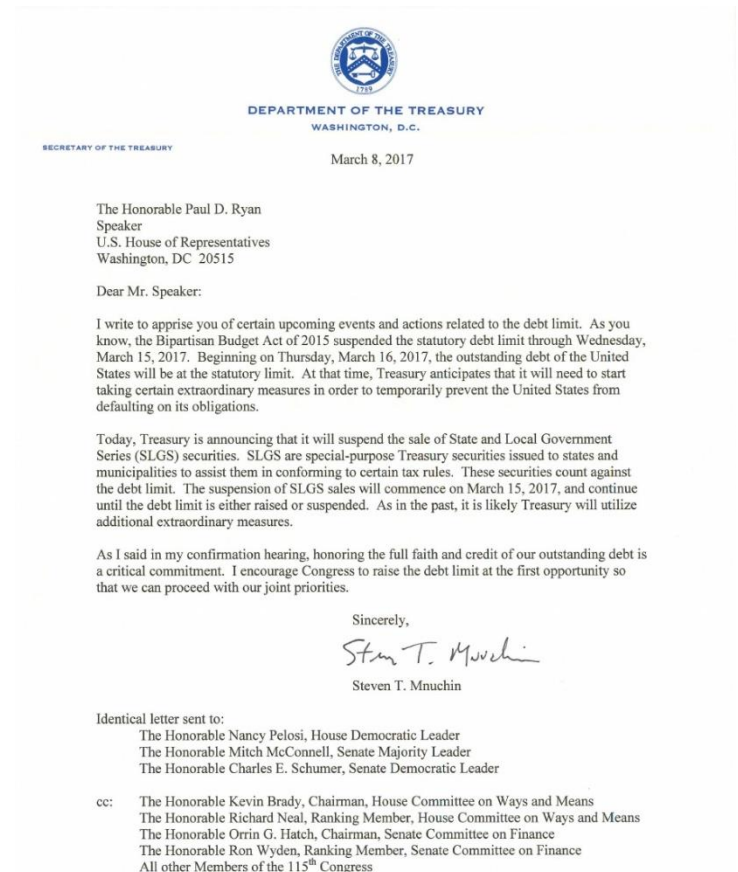 THE DEPARTMENT OF THE TREASURY
1789
DEPARTMENT OF THE TREASURY
WASHINGTON, D.C.
SECRETARY OF THE TREASURY
March 8, 2017
The Honorable Paul D. Ryan
Speaker
U.S. House of Representatives
Washington, DC 20515
Dear Mr. Speaker:
I write to apprise you of certain upcoming events and actions related to the debt limit. As you
know, the Bipartisan Budget Act of 2015 suspended the statutory debt limit through Wednesday,
March 15, 2017. Beginning on Thursday, March 16, 2017, the outstanding debt of the United
States will be at the statutory limit. At that time, Treasury anticipates that it will need to start
taking certain extraordinary measures in order to temporarily prevent the United States from
defaulting on its obligations.
Today, Treasury is announcing that it will suspend the sale of State and Local Government
Series (SLGS) securities. SLGS are special-purpose Treasury securities issued to states and
municipalities to assist them in conforming to certain tax rules. These securities count against
the debt limit. The suspension of SLGS sales will commence on March 15, 2017, and continue
until the debt limit is either raised or suspended. As in the past, it is likely Treasury will utilize
additional extraordinary measures.
As I said in my confirmation hearing, honoring the full faith and credit of our outstanding debt is
a critical commitment. I encourage Congress to raise the debt limit at the first opportunity so
that we can proceed with our joint priorities.
Sincerely,
Steven T. Mnuchin
Steven T. Mnuchin
Identical letter sent to:
The Honorable Nancy Pelosi, House Democratic Leader
The Honorable Mitch McConnell, Senate Majority Leader
The Honorable Charles E. Schumer, Senate Democratic Leader
cc: The Honorable Kevin Brady, Chairman, House Committee on Ways and Means
The Honorable Richard Neal, Ranking Member, House Committee on Ways and Means
The Honorable Orrin G. Hatch, Chairman, Senate Committee on Finance
The Honorable Ron Wyden, Ranking Member, Senate Committee on Finance
All other Members of the 115th Congress